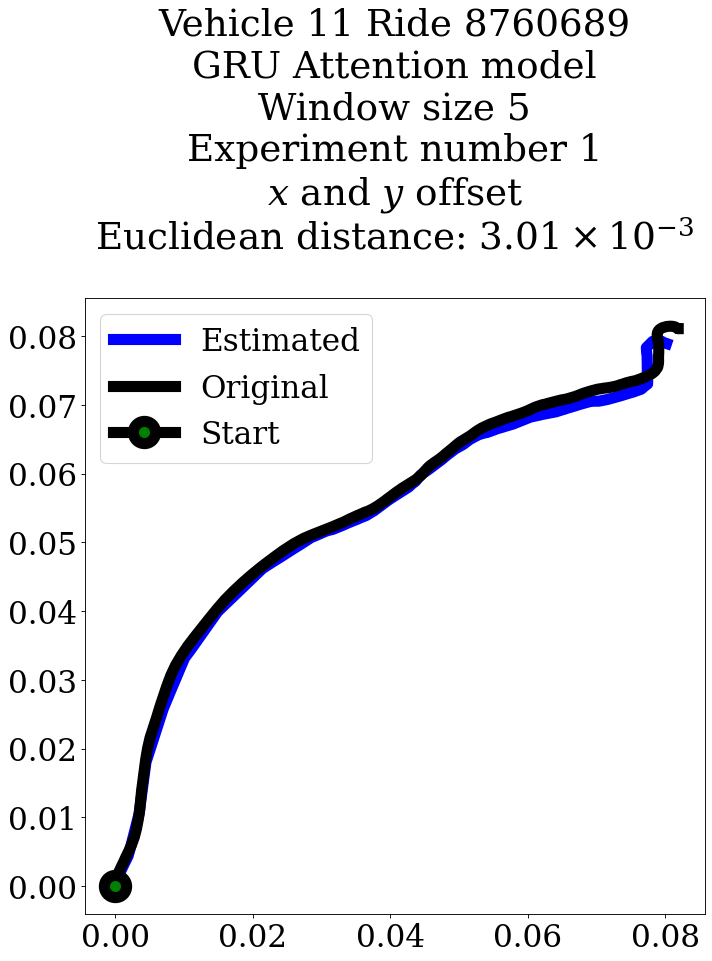 Vehicle 11 Ride 8760689
GRU Attention model
Window size 5
Experiment number 1
x and y offset
Euclidean distance: 3.01 × 10⁻³
Estimated
Original
Start
0.08
0.07
0.06
0.05
0.04
0.03
0.02
0.01
0.00
0.00 0.02 0.04 0.06 0.08